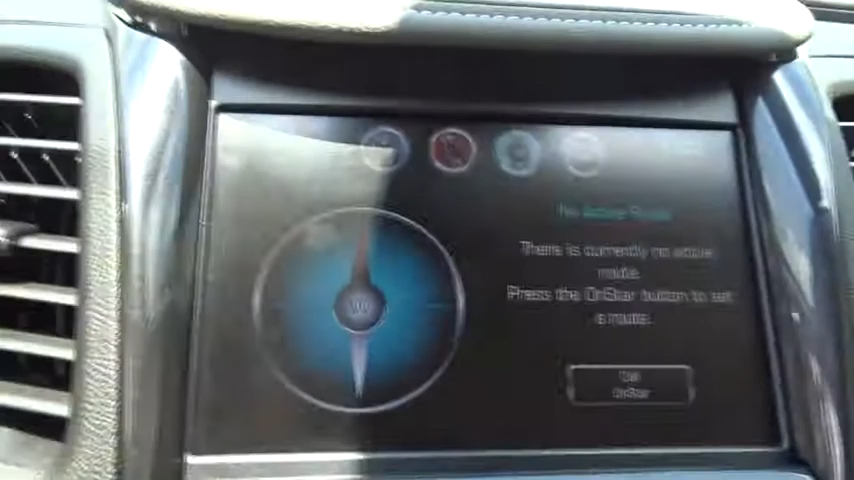 No Active Route
There is currently no active
route.
Press the OnStar button to set
a route.
W
Call
OnStar